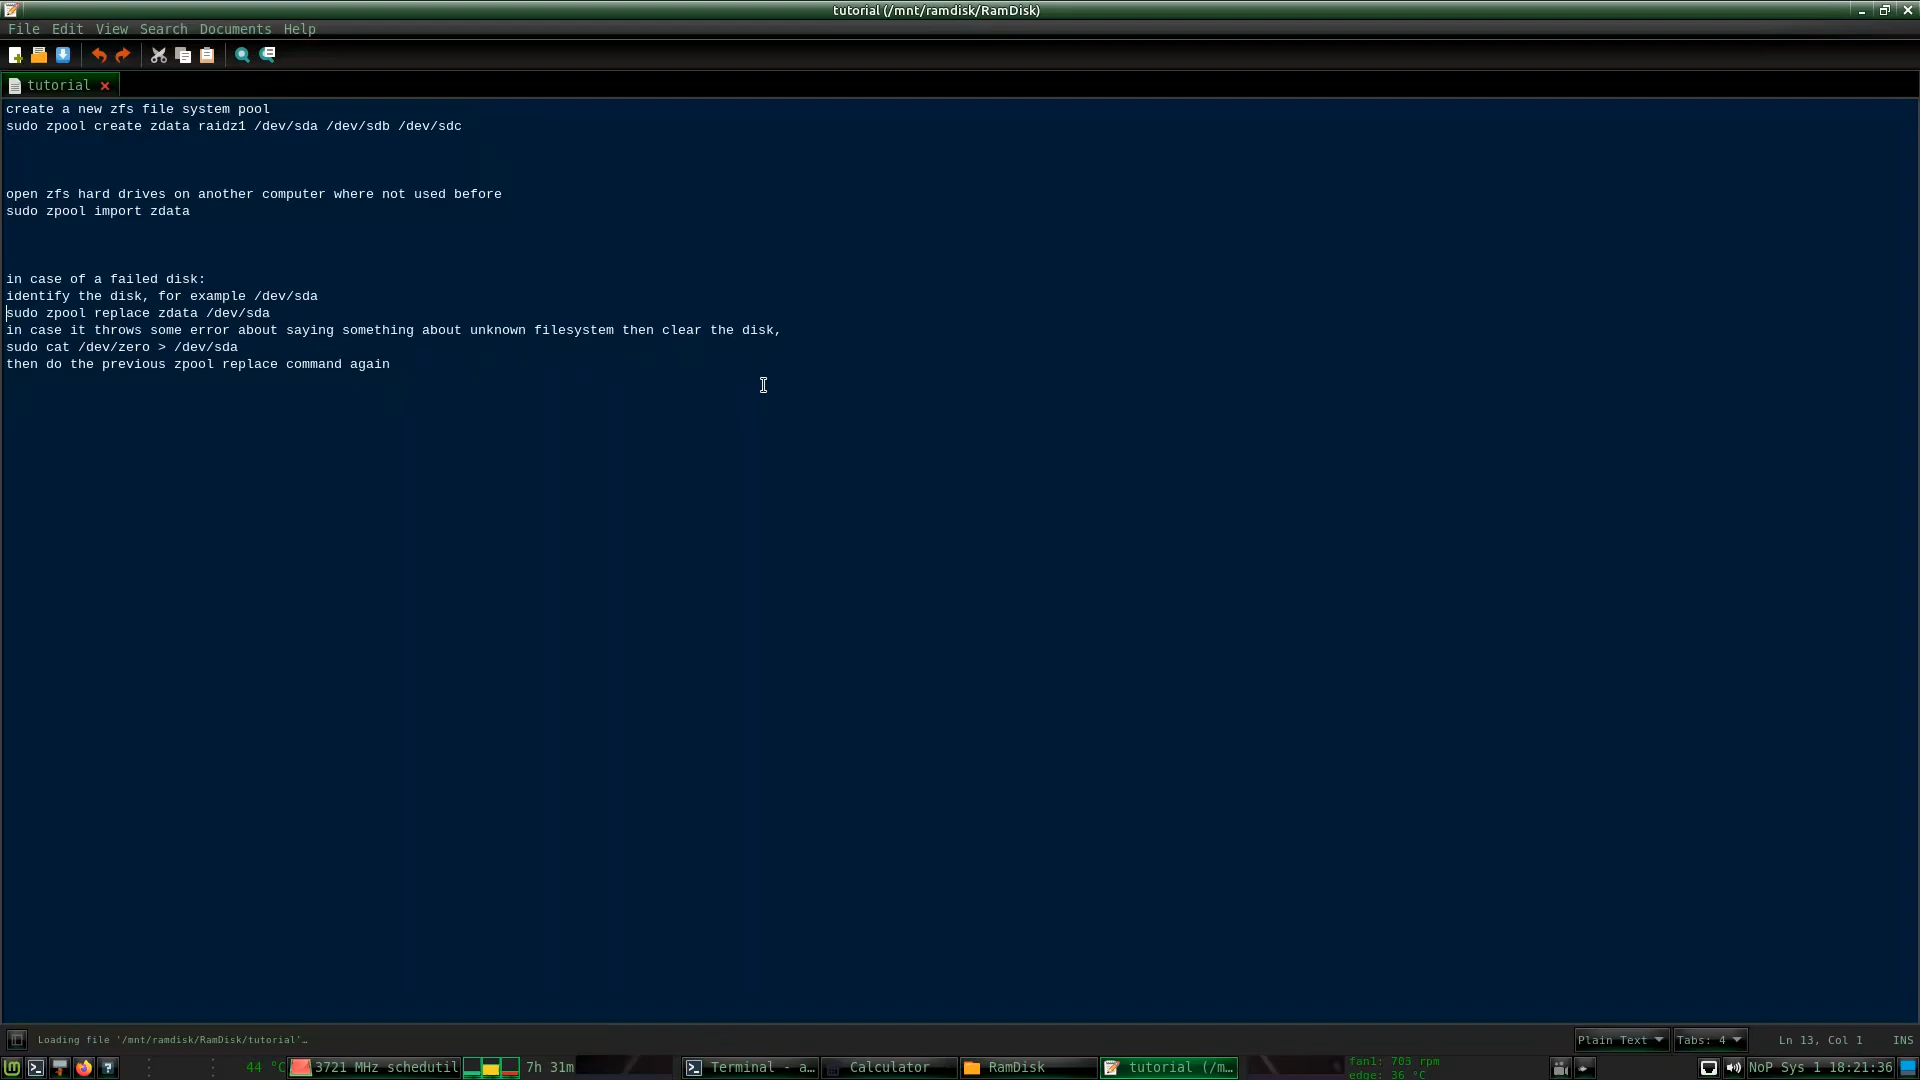 tutorial (/mnt/ramdisk/RamDisk)
File Edit View Search Documents Help
tutorial
create a new zfs file system pool
sudo zpool create zdata raidz1 /dev/sda /dev/sdb /dev/sdc
open zfs hard drives on another computer where not used before
sudo zpool import zdata
in case of a failed disk:
identify the disk, for example /dev/sda
sudo zpool replace zdata /dev/sda
in case it throws some error about saying something about unknown filesystem then clear the disk,
sudo cat /dev/zero > /dev/sda
then do the previous zpool replace command again
Loading file '/mnt/ramdisk/RamDisk/tutorial'…
Plain Text Tabs: 4 Ln 13, Col 1 INS
44 °C 3721 MHz schedutil 7h 31m Terminal - a… Calculator RamDisk tutorial (/m… fan1: 703 rpm NoP Sys 1 18:21:36
edge: 36 °C